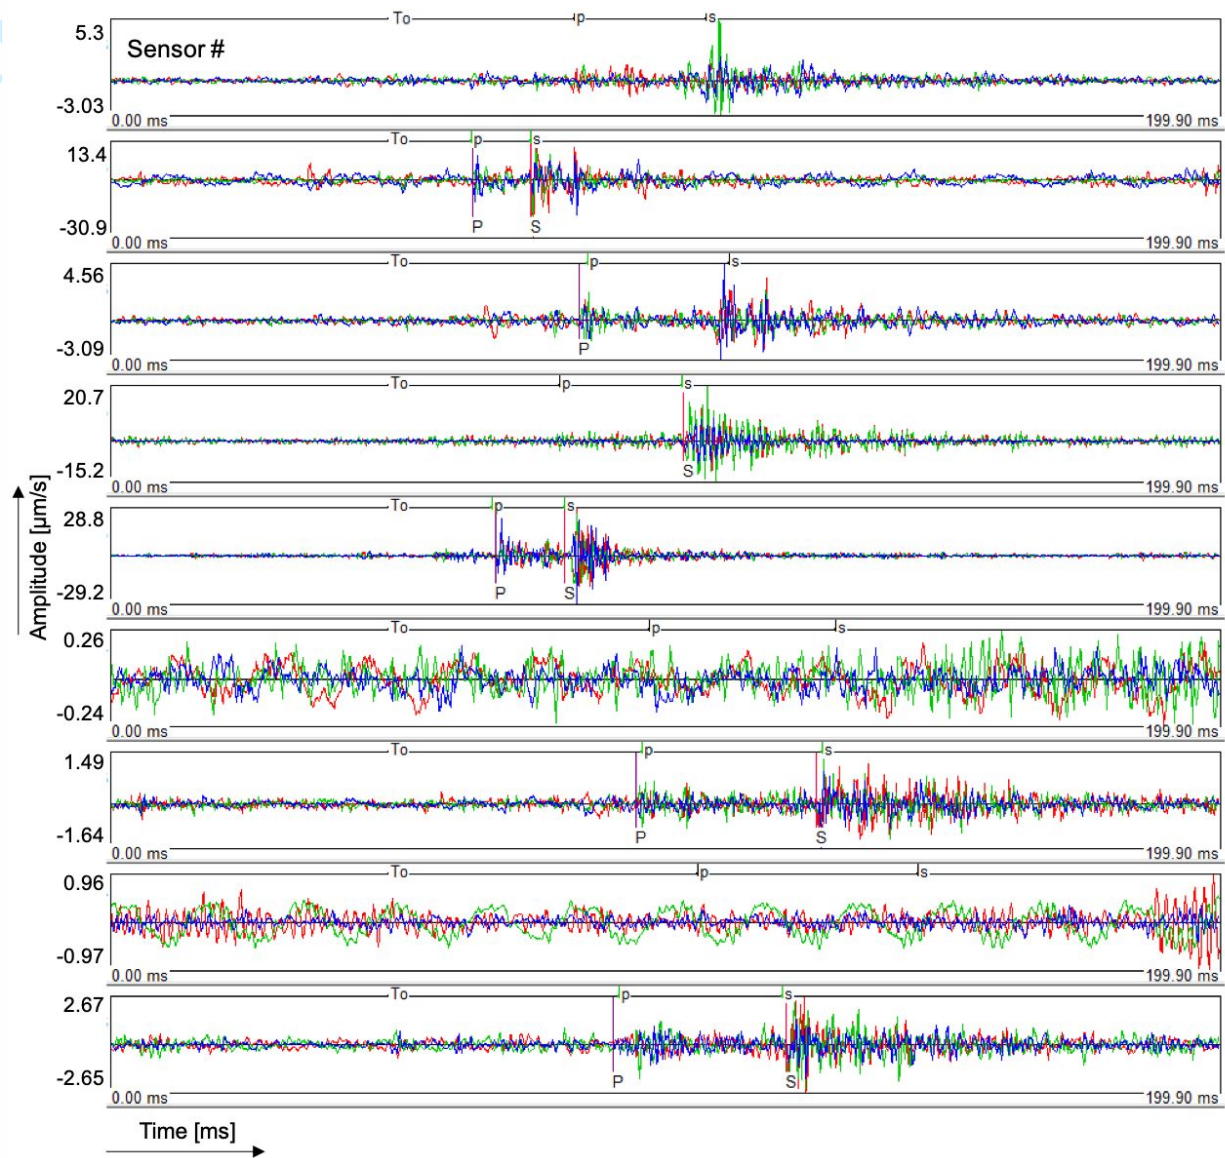 To p s
5.3 Sensor #
-3.03
0.00 ms 199.90 ms
To p s
13.4
-30.9 P S
0.00 ms 199.90 ms
To p s
4.56
-3.09 P
0.00 ms 199.90 ms
To p s
20.7
-15.2 S
0.00 ms 199.90 ms
To p s
28.8
-29.2 P S
0.00 ms 199.90 ms
To p s
0.26
-0.24
0.00 ms 199.90 ms
To p s
1.49
-1.64 P S
0.00 ms 199.90 ms
To p s
0.96
-0.97
0.00 ms 199.90 ms
To p s
2.67
-2.65 P S
0.00 ms 199.90 ms
Amplitude [µm/s]
Time [ms]